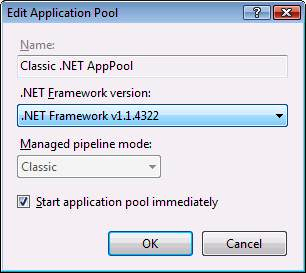 Edit Application Pool
?
Name:
Classic .NET AppPool
.NET Framework version:
.NET Framework v1.1.4322
Managed pipeline mode:
Classic
Start application pool immediately
OK Cancel